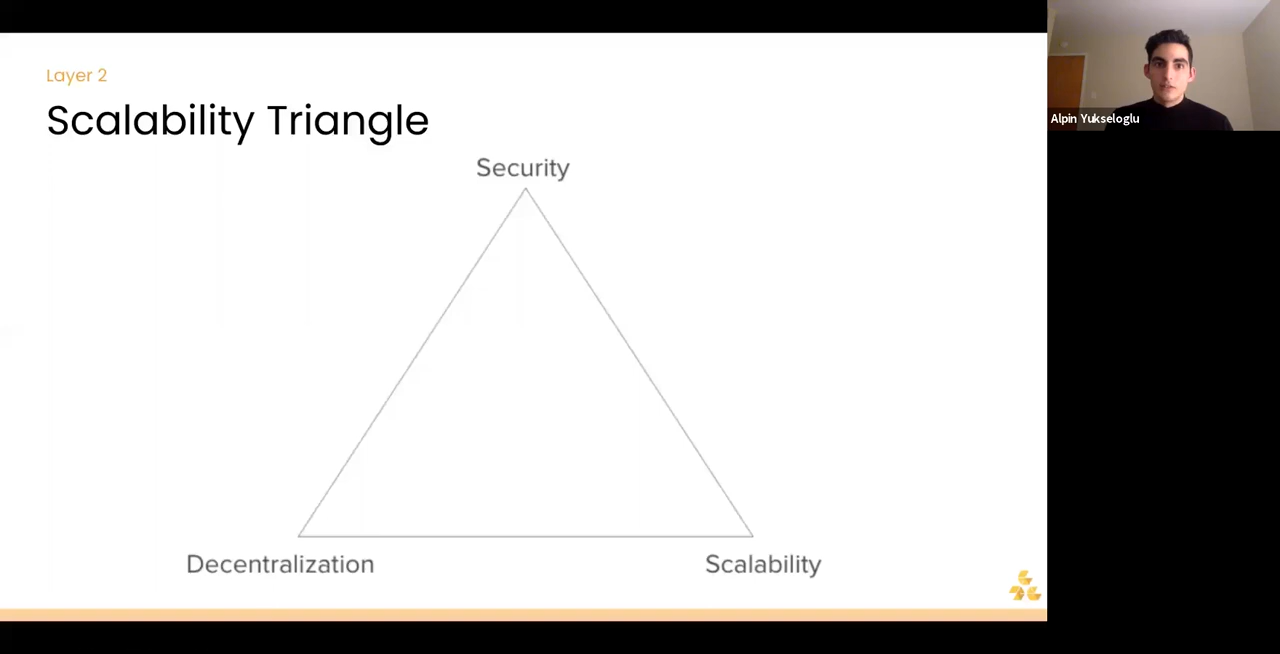 Layer 2
Scalability Triangle
Security
Decentralization
Scalability
Alpin Yukseloglu